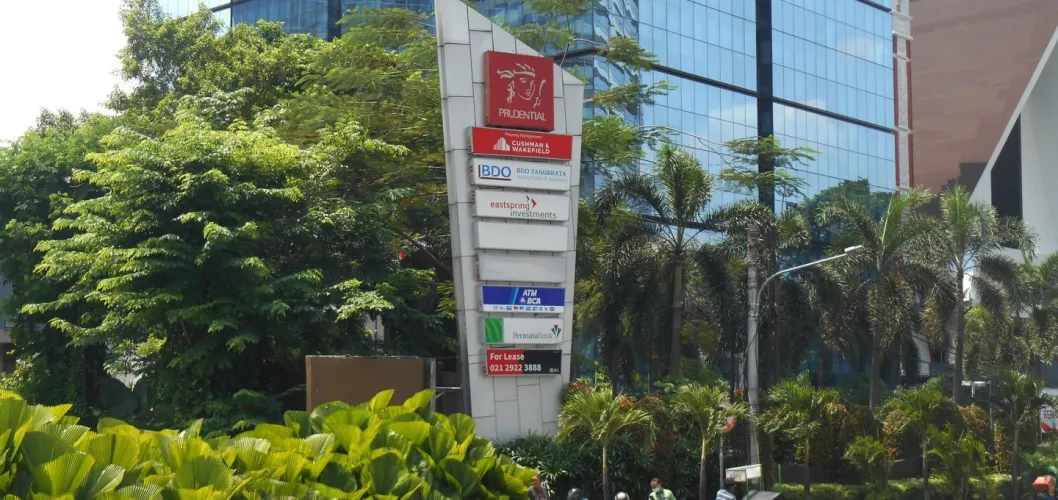 PRUDENTIAL
Property Management:
CUSHMAN &
WAKEFIELD
BDO
BDO TANUBRATA
eastspring
investments
ATM
BCA
PermataBank
For Lease
021 2922 3888